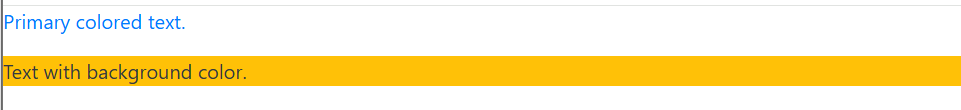 Primary colored text.
Text with background color.